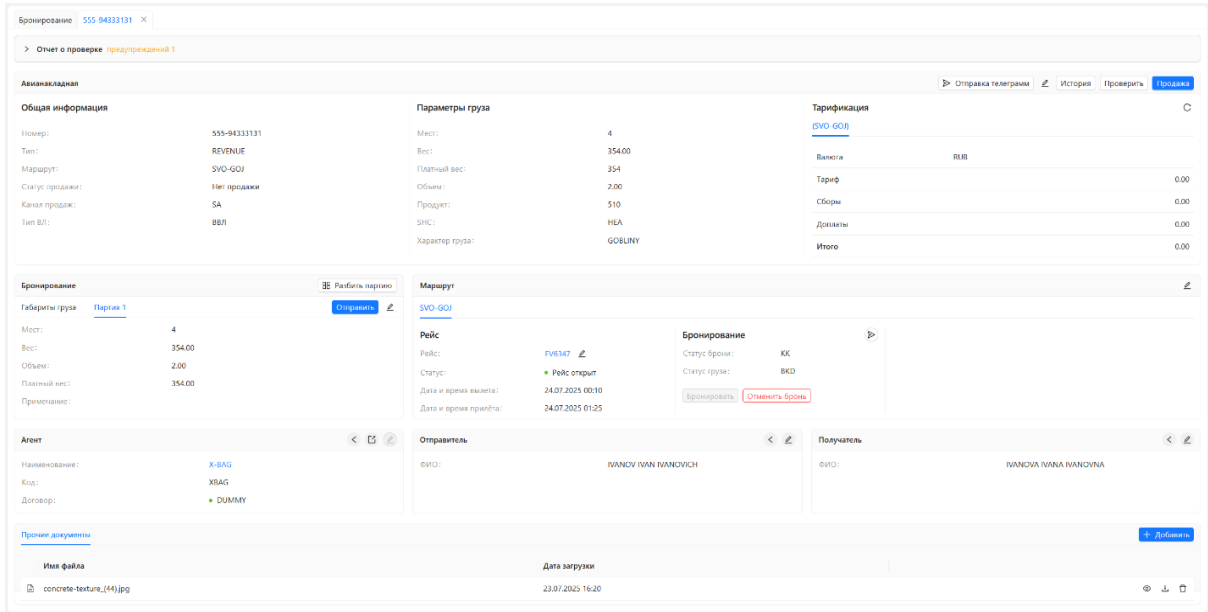 Бронирование 555-94333131
Отчет о проверке предупреждений 1
Авианакладная Отправка телеграмм История Проверить Продажа
Общая информация
Номер: 555-94333131
Тип: REVENUE
Маршрут: SVO-GOJ
Статус продажи: Нет продажи
Канал продаж: SA
Тип ВЛ: ВВЛ
Параметры груза
Мест: 4
Вес: 354.00
Платный вес: 354
Объем: 2.00
Продукт: 510
SHC: HEA
Характер груза: GOBLINY
Тарификация
(SVO-GOJ)
Валюта RUB
Тариф 0.00
Сборы 0.00
Доплаты 0.00
Итого 0.00
Бронирование Разбить партию
Габариты груза Партия 1 Отправить
Мест: 4
Вес: 354.00
Объем: 2.00
Платный вес: 354.00
Примечание:
Маршрут
SVO-GOJ
Рейс
Рейс: FV6347
Статус: Рейс открыт
Дата и время вылета: 24.07.2025 00:10
Дата и время прилёта: 24.07.2025 01:25
Бронирование
Статус брони: KK
Статус груза: BKD
Бронировать Отменить бронь
Агент
Наименование: X-BAG
Код: XBAG
Договор: DUMMY
Отправитель
ФИО: IVANOV IVAN IVANOVICH
Получатель
ФИО: IVANOVA IVANA IVANOVNA
Прочие документы Добавить
Имя файла Дата загрузки
concrete-texture_(44).jpg 23.07.2025 16:20